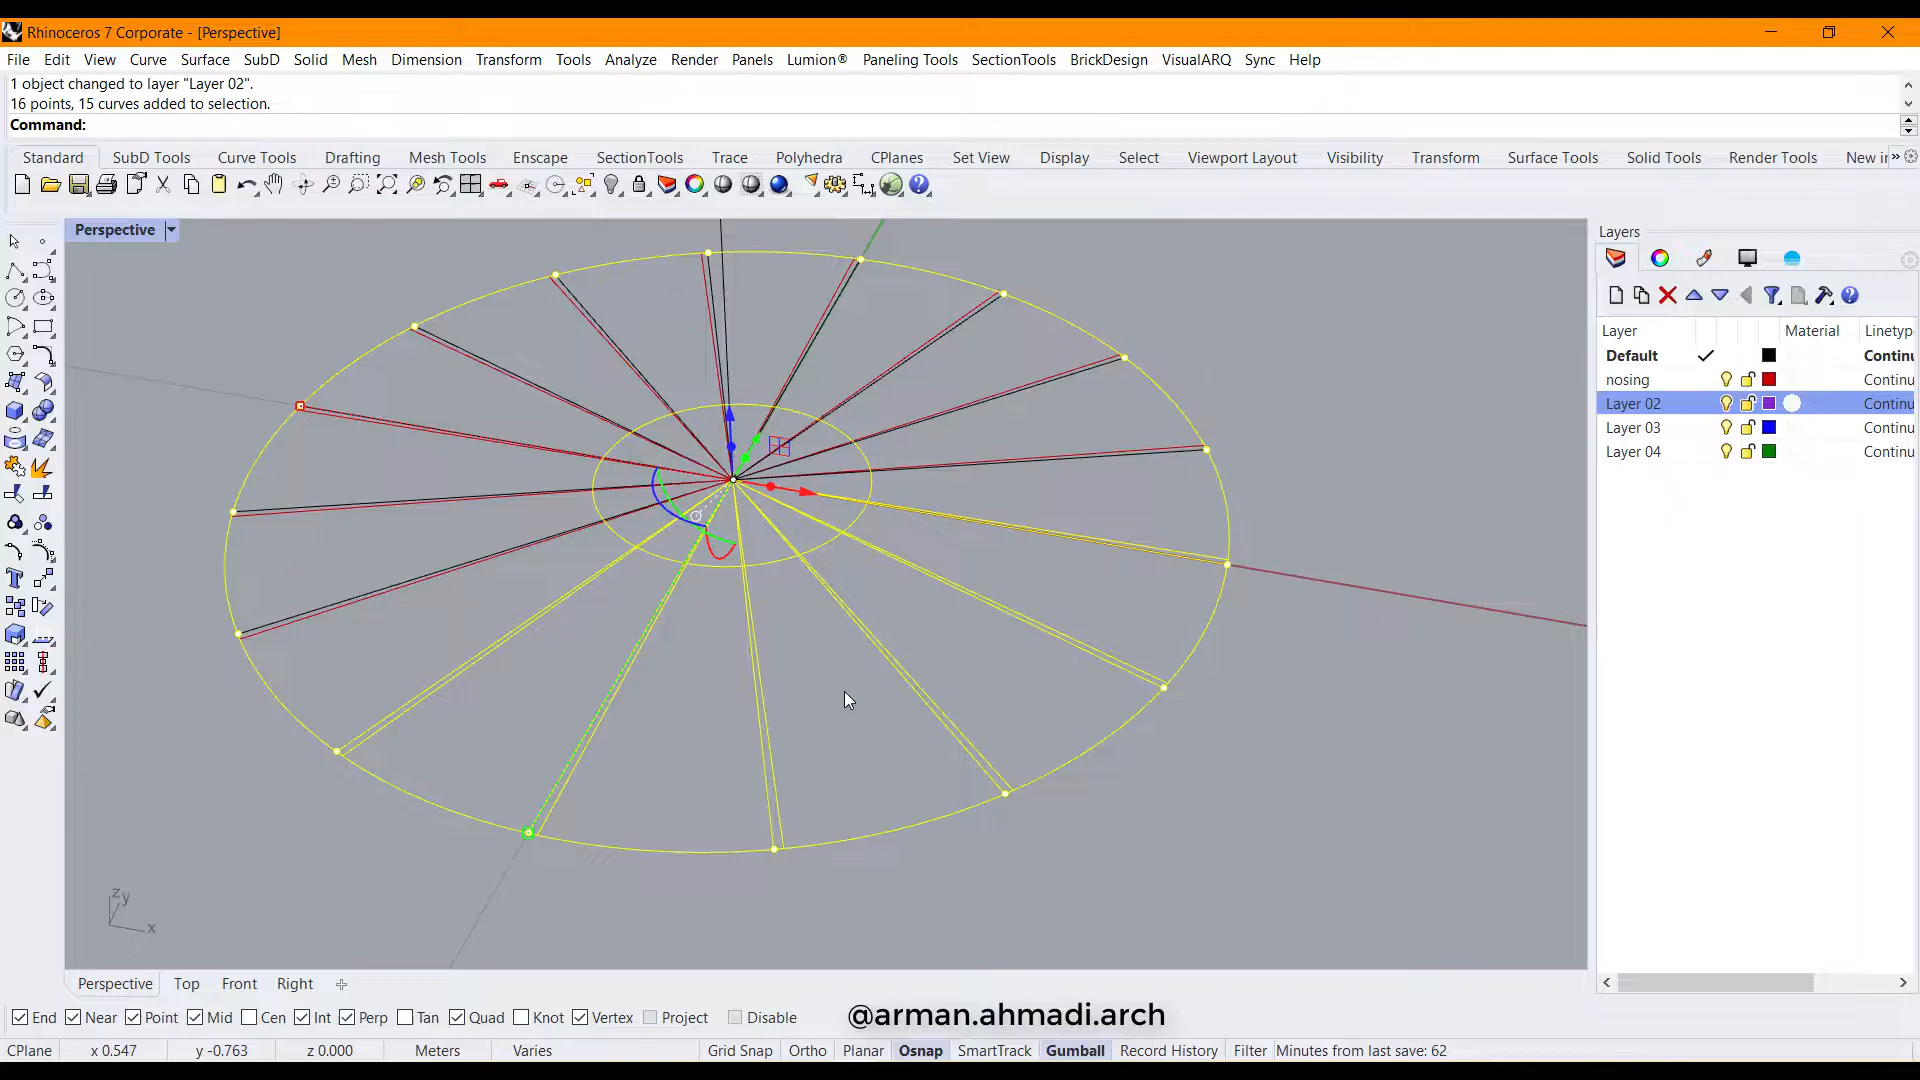 Rhinoceros 7 Corporate - [Perspective]
File Edit View Curve Surface SubD Solid Mesh Dimension Transform Tools Analyze Render Panels Lumion® Paneling Tools SectionTools BrickDesign VisualARQ Sync Help
1 object changed to layer "Layer 02".
16 points, 15 curves added to selection.
Command:
Standard SubD Tools Curve Tools Drafting Mesh Tools Enscape SectionTools Trace Polyhedra CPlanes Set View Display Select Viewport Layout Visibility Transform Surface Tools Solid Tools Render Tools New in »
Perspective
Layers
Layer Material Linetyp
Default Continu
nosing Continu
Layer 02 Continu
Layer 03 Continu
Layer 04 Continu
z y x
Perspective Top Front Right
End Near Point Mid Cen Int Perp Tan Quad Knot Vertex Project Disable
@arman.ahmadi.arch
CPlane x 0.547 y -0.763 z 0.000 Meters Varies Grid Snap Ortho Planar Osnap SmartTrack Gumball Record History Filter Minutes from last save: 62